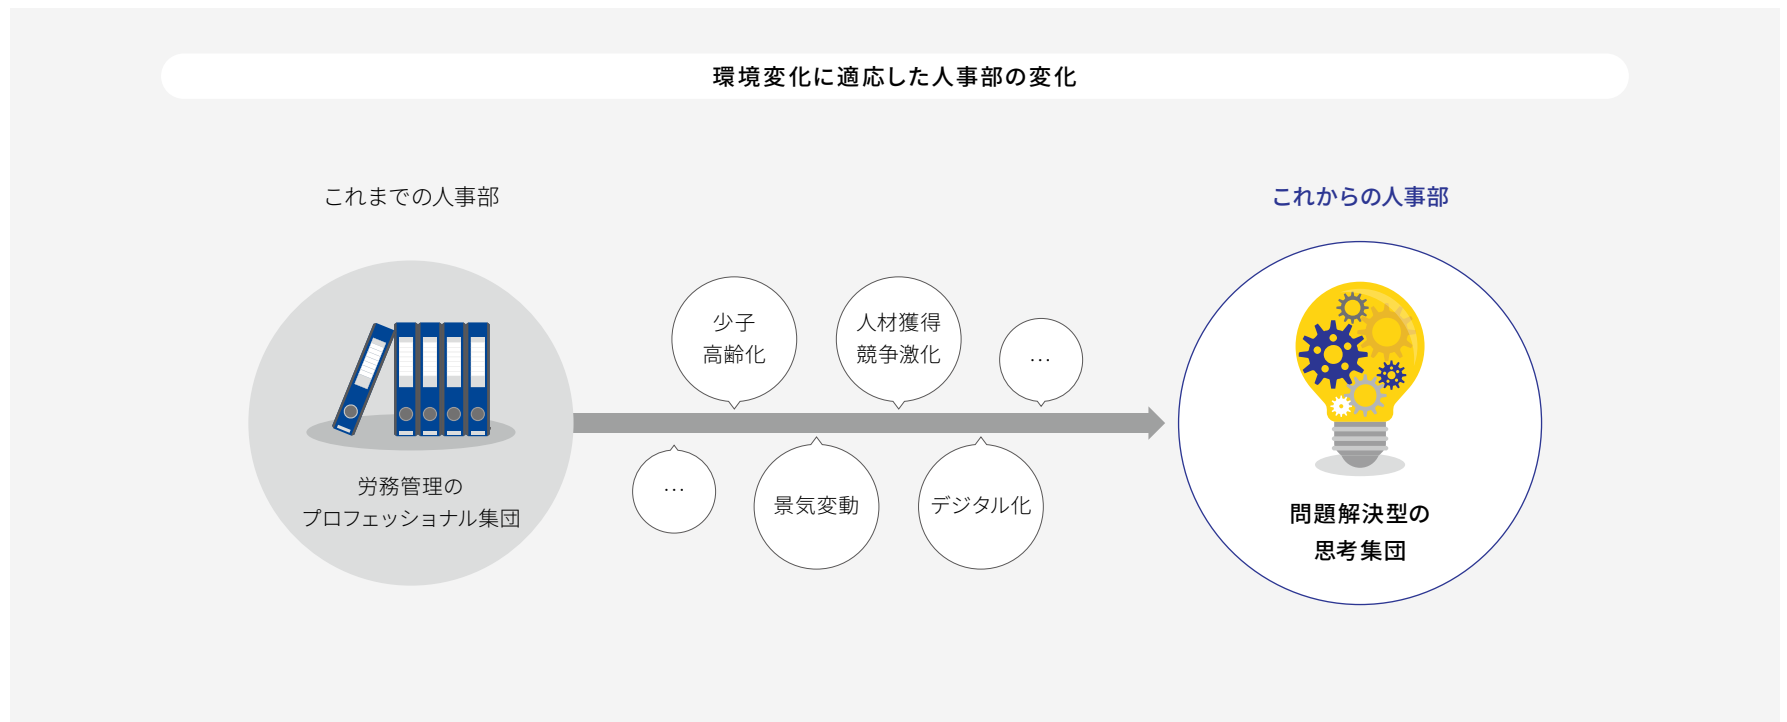 環境変化に適応した人事部の変化
これまでの人事部
労務管理の
プロフェッショナル集団
少子
高齢化
人材獲得
競争激化
…
…
景気変動
デジタル化
これからの人事部
問題解決型の
思考集団